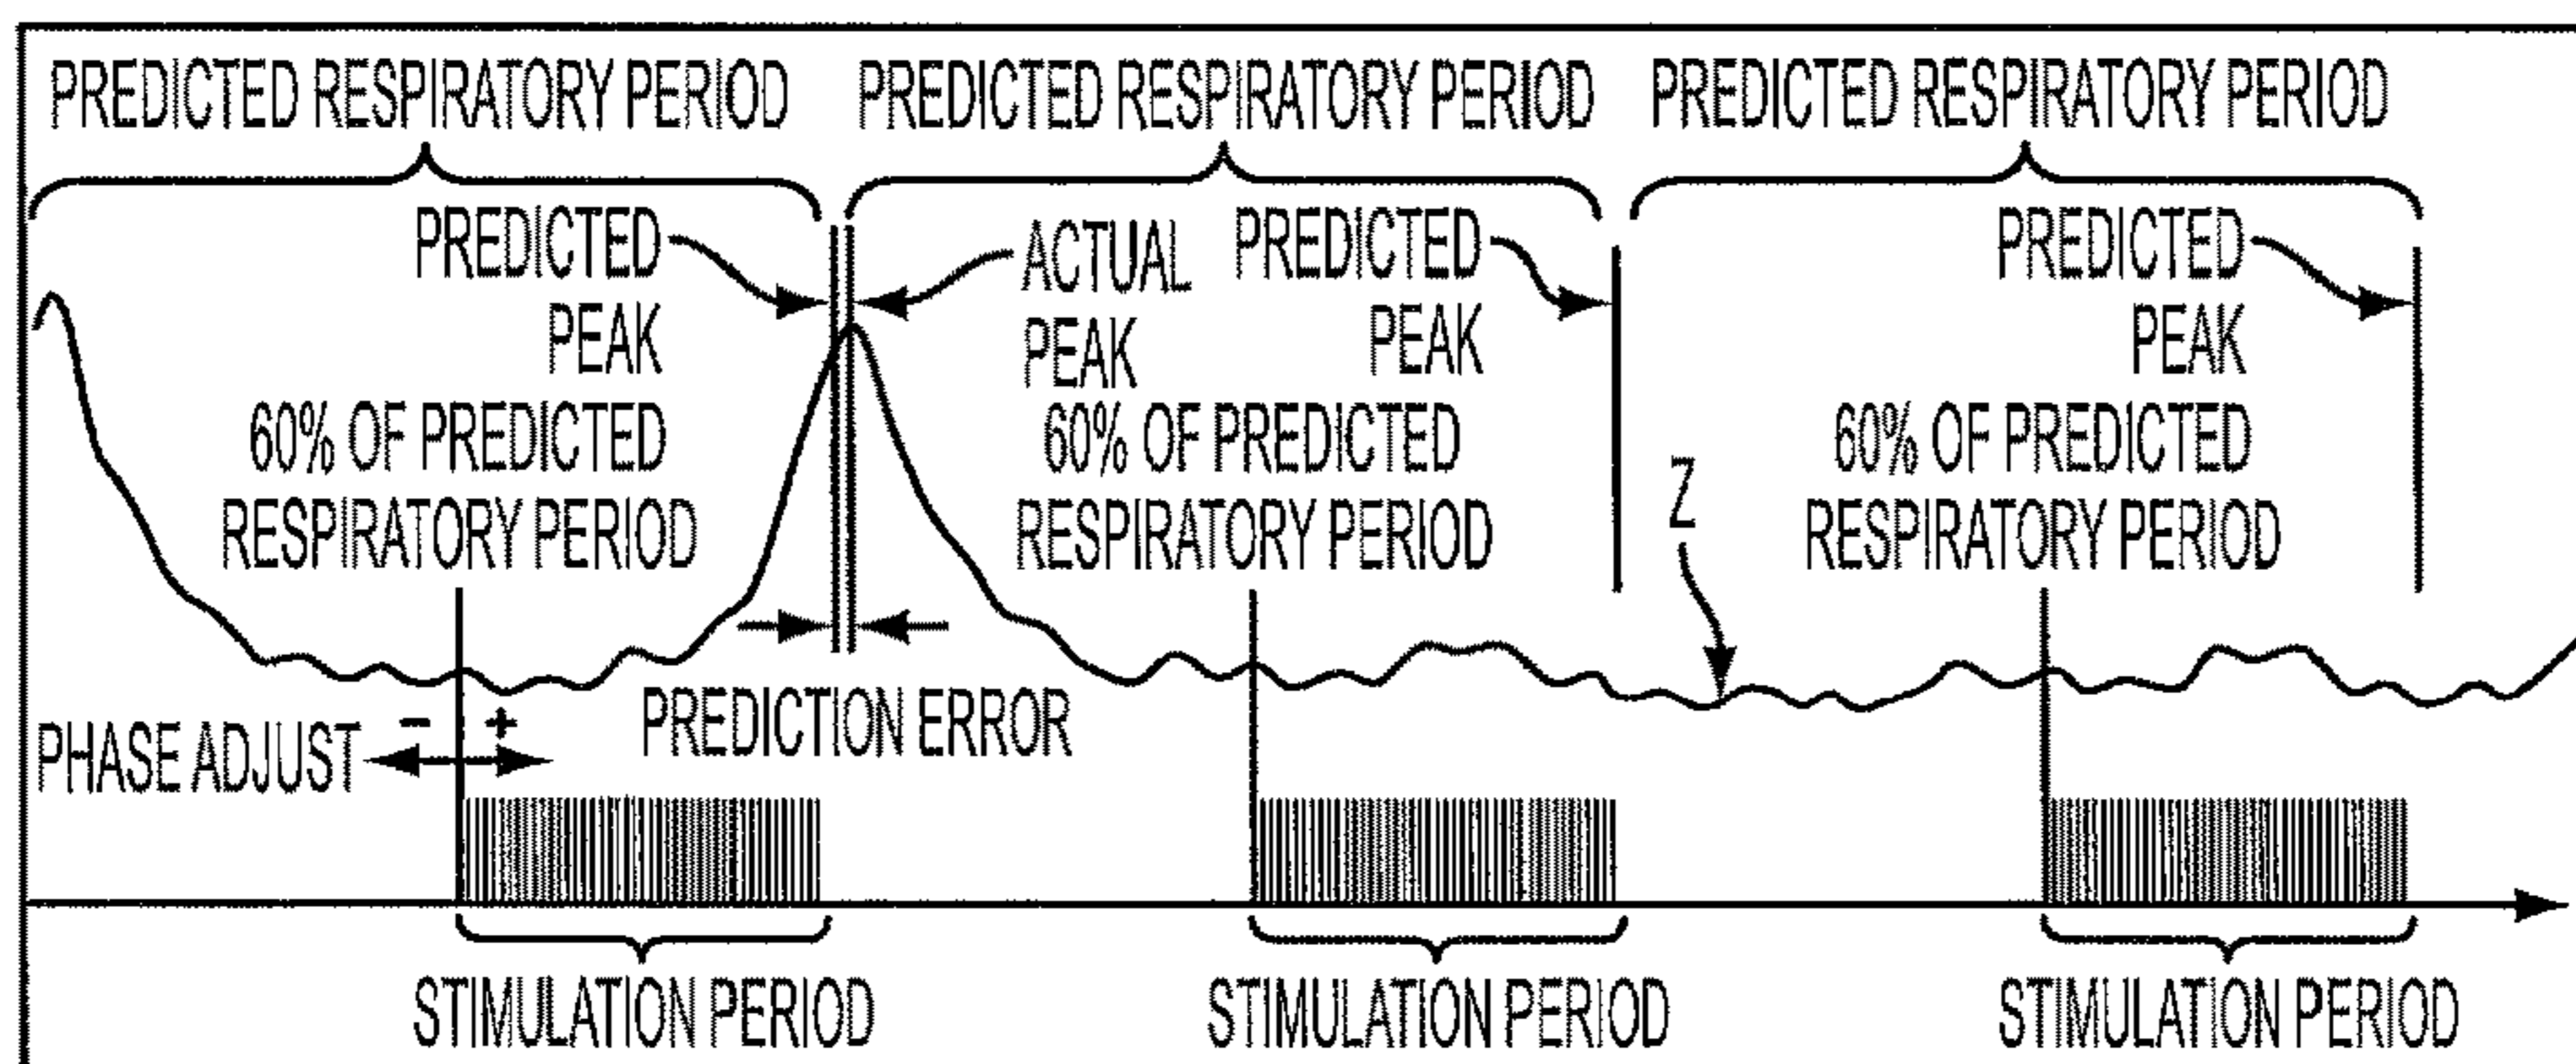 PREDICTED RESPIRATORY PERIOD
PREDICTED RESPIRATORY PERIOD
PREDICTED RESPIRATORY PERIOD
PREDICTED
PEAK
ACTUAL
PEAK
PREDICTED
PEAK
PREDICTED
PEAK
60% OF PREDICTED
RESPIRATORY PERIOD
60% OF PREDICTED
RESPIRATORY PERIOD
Z
60% OF PREDICTED
RESPIRATORY PERIOD
PHASE ADJUST
- +
PREDICTION ERROR
STIMULATION PERIOD
STIMULATION PERIOD
STIMULATION PERIOD